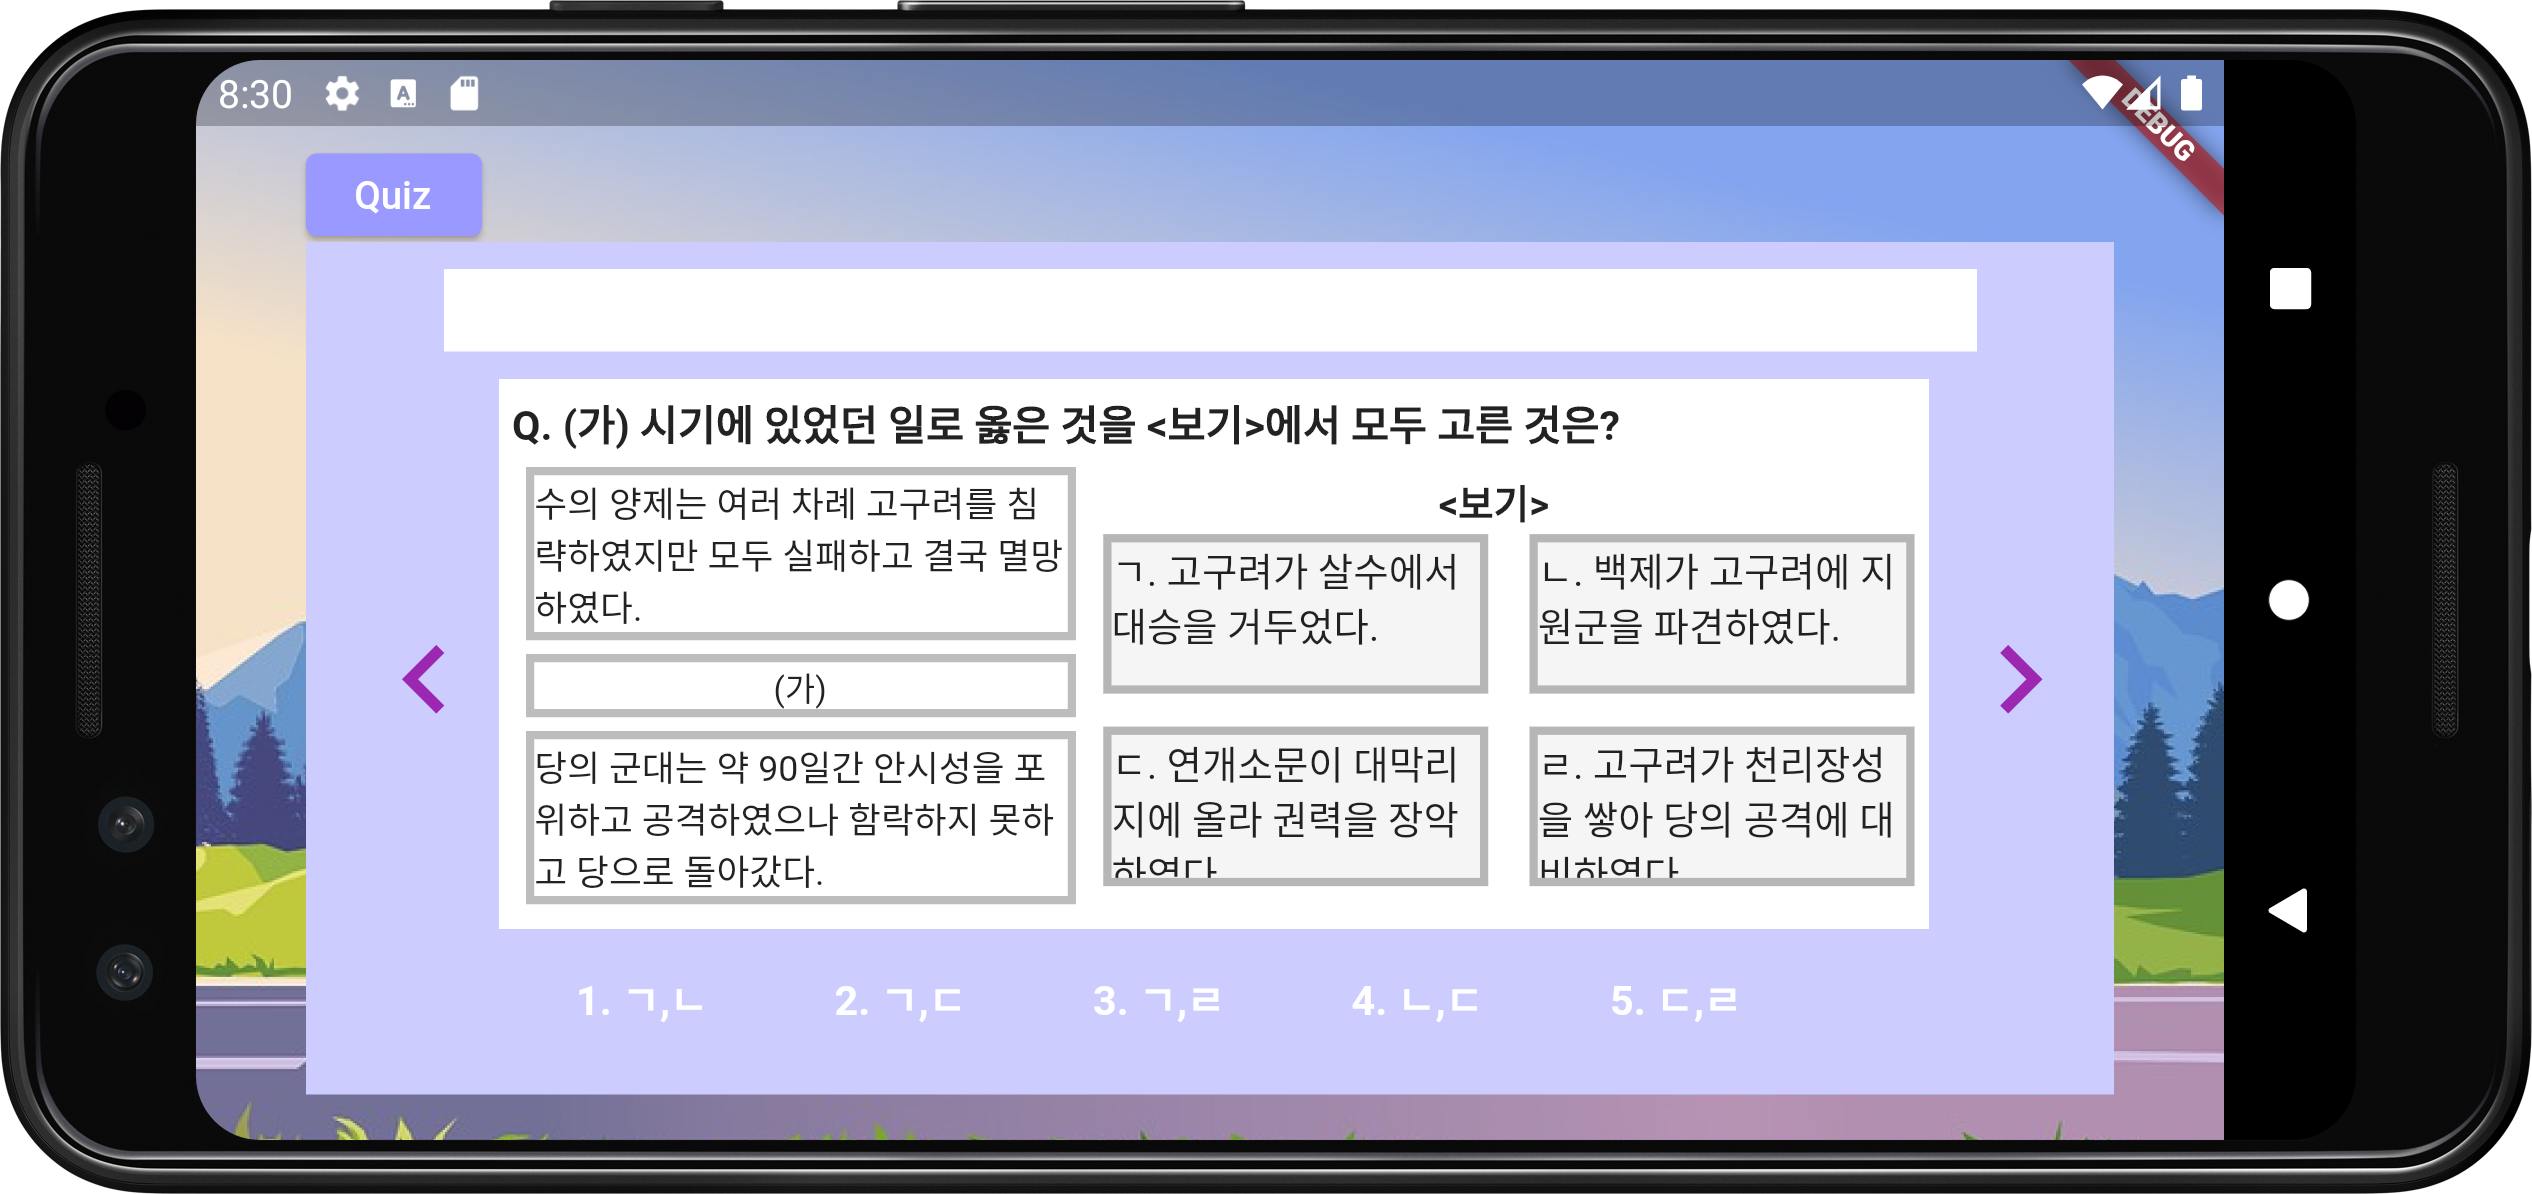 8:30
DEBUG
Quiz
Q. (가) 시기에 있었던 일로 옳은 것을 <보기>에서 모두 고른 것은?
수의 양제는 여러 차례 고구려를 침
략하였지만 모두 실패하고 결국 멸망
하였다.
(가)
당의 군대는 약 90일간 안시성을 포
위하고 공격하였으나 함락하지 못하
고 당으로 돌아갔다.
<보기>
ㄱ. 고구려가 살수에서
대승을 거두었다.
ㄴ. 백제가 고구려에 지
원군을 파견하였다.
ㄷ. 연개소문이 대막리
지에 올라 권력을 장악
하였다
ㄹ. 고구려가 천리장성
을 쌓아 당의 공격에 대
비하였다
1. ㄱ,ㄴ
2. ㄱ,ㄷ
3. ㄱ,ㄹ
4. ㄴ,ㄷ
5. ㄷ,ㄹ